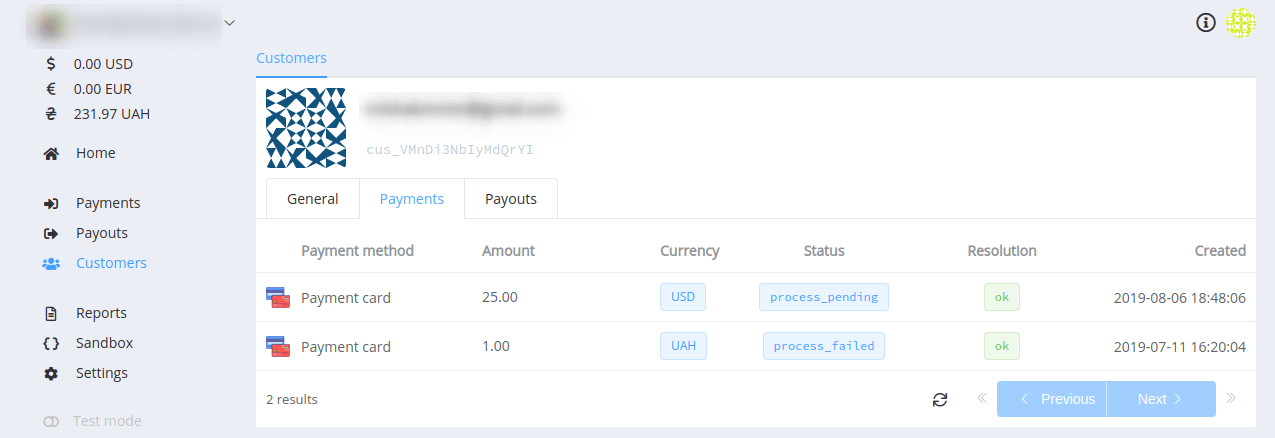 0.00 USD
0.00 EUR
231.97 UAH
Home
Payments
Payouts
Customers
Reports
Sandbox
Settings
Test mode
Customers
cus_VMnDi3NbIyMdQrYI
General Payments Payouts
Payment method Amount Currency Status Resolution Created
Payment card 25.00 USD process_pending ok 2019-08-06 18:48:06
Payment card 1.00 UAH process_failed ok 2019-07-11 16:20:04
2 results Previous Next